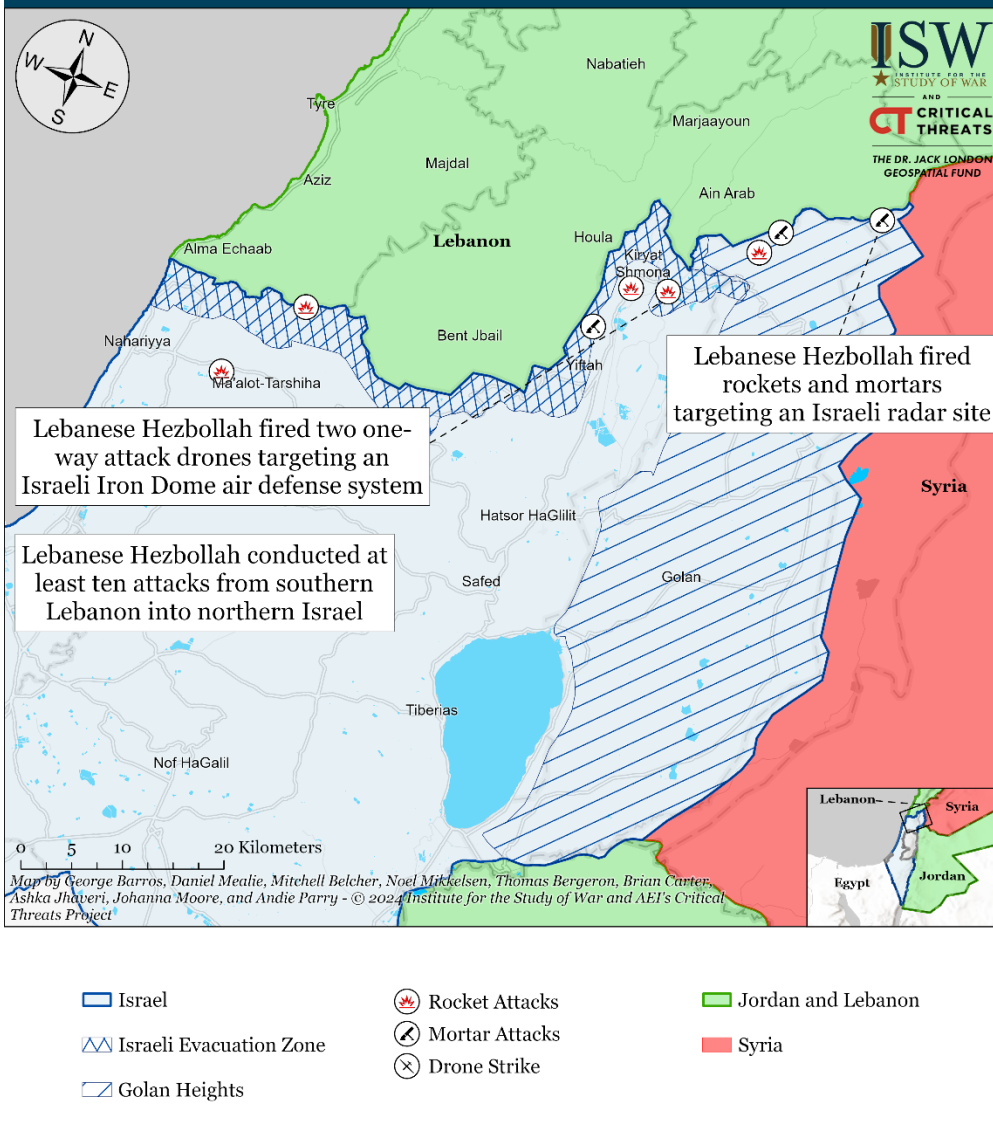 N
W
E
S
ISW
INSTITUTE FOR THE
STUDY OF WAR
AND
CT CRITICAL
THREATS
THE DR. JACK LONDON
GEOSPATIAL FUND
Nabatieh
Tyre
Marjaayoun
Majdal
Aziz
Ain Arab
Lebanon
Houla
Alma Echaab
Kiryat
Shmona
Nahariyya
Bent Jbail
Yiftah
Ma'alot-Tarshiha
Lebanese Hezbollah fired
rockets and mortars
targeting an Israeli radar site
Lebanese Hezbollah fired two one-
way attack drones targeting an
Israeli Iron Dome air defense system
Syria
Hatsor HaGlilit
Lebanese Hezbollah conducted at
least ten attacks from southern
Lebanon into northern Israel
Safed
Golan
Tiberias
Nof HaGalil
0 5 10 20 Kilometers
Map by George Barros, Daniel Mealie, Mitchell Belcher, Noel Mikkelsen, Thomas Bergeron, Brian Carter,
Ashka Jhaveri, Johanna Moore, and Andie Parry - © 2024 Institute for the Study of War and AEI's Critical
Threats Project
Lebanon
Syria
Egypt
Jordan
Israel
Israeli Evacuation Zone
Golan Heights
Rocket Attacks
Mortar Attacks
Drone Strike
Jordan and Lebanon
Syria